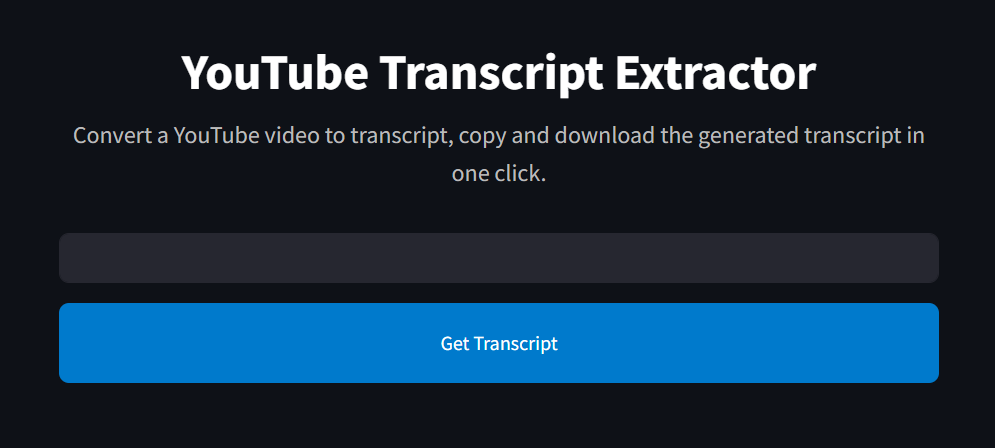 YouTube Transcript Extractor
Convert a YouTube video to transcript, copy and download the generated transcript in
one click.
Get Transcript